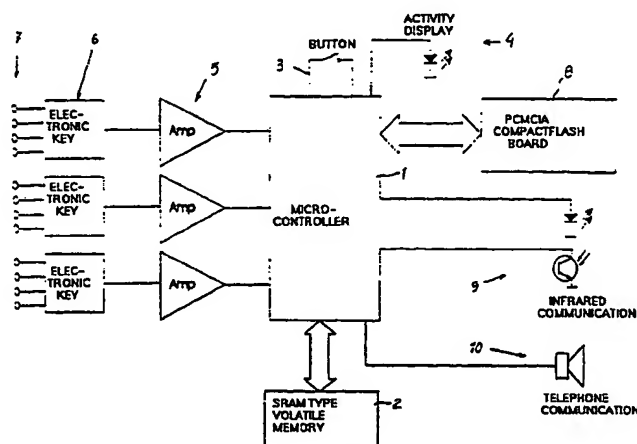 7
6
5
3
BUTTON
ACTIVITY
DISPLAY
4
8
ELEC-
TRONIC
KEY
Amp
PCMCIA
COMPACTFLASH
BOARD
1
ELEC-
TRONIC
KEY
Amp
MICRO-
CONTROLLER
ELEC-
TRONIC
KEY
Amp
9
INFRARED
COMMUNICATION
10
TELEPHONE
COMMUNICATION
SRAM TYPE
VOLATILE
MEMORY
2